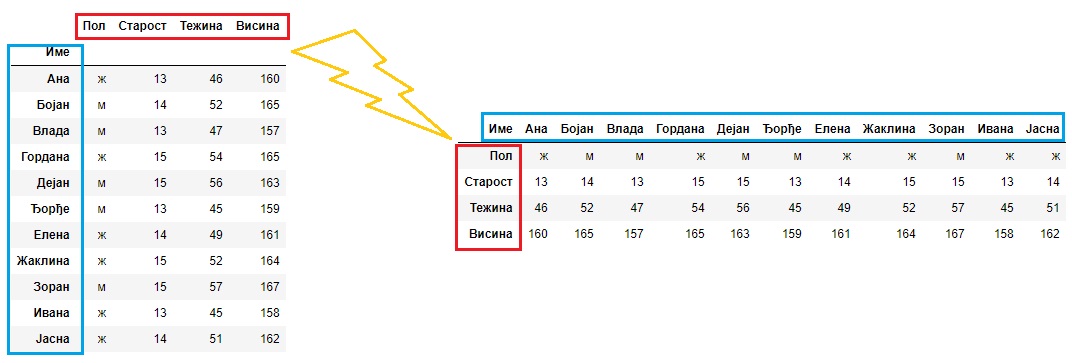 Пол Старост Тежина Висина
Име
Ана ж 13 46 160
Бојан м 14 52 165
Влада м 13 47 157
Гордана ж 15 54 165
Дејан м 15 56 163
Ђорђе м 13 45 159
Елена ж 14 49 161
Жаклина ж 15 52 164
Зоран м 15 57 167
Ивана ж 13 45 158
Јасна ж 14 51 162
Име Ана Бојан Влада Гордана Дејан Ђорђе Елена Жаклина Зоран Ивана Јасна
Пол ж м м ж м м ж ж м ж ж
Старост 13 14 13 15 15 13 14 15 15 13 14
Тежина 46 52 47 54 56 45 49 52 57 45 51
Висина 160 165 157 165 163 159 161 164 167 158 162